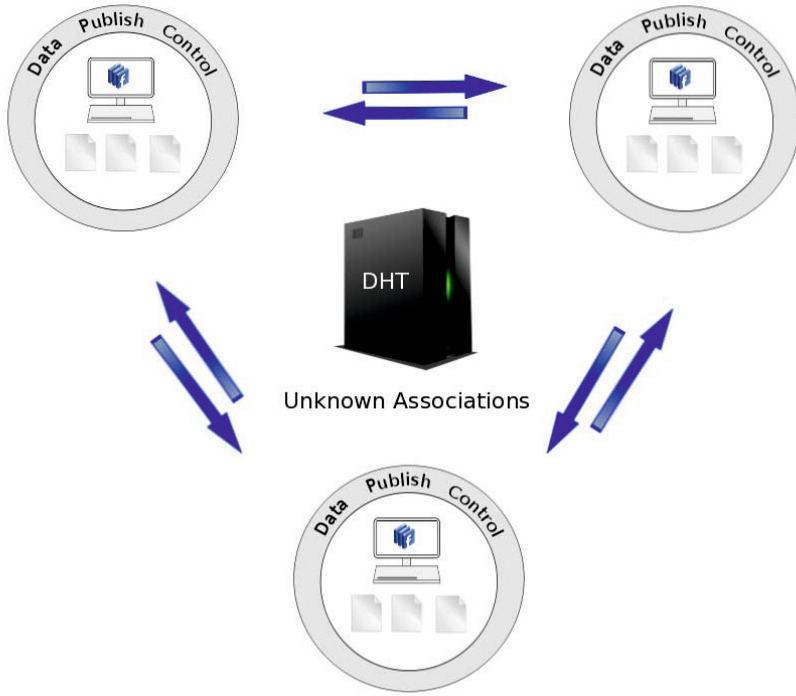 Data Publish Control
Data Publish Control
DHT
Unknown Associations
Data Publish Control